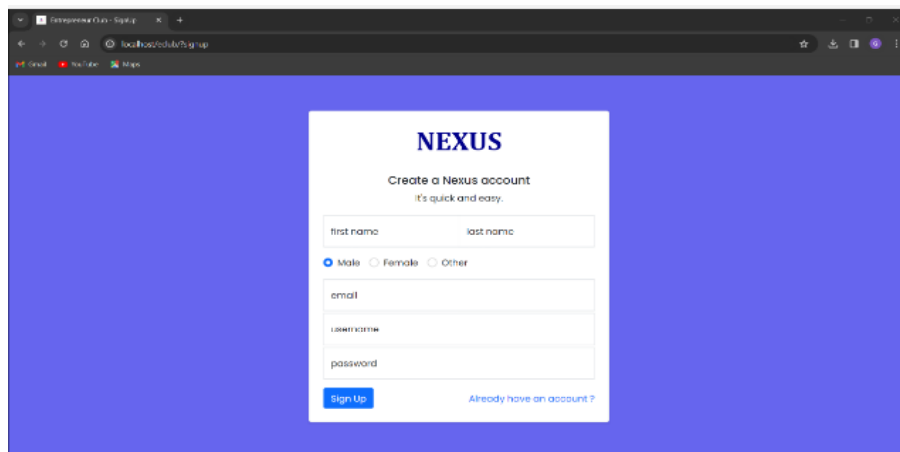 Entrepreneur Club - SignUp
localhost/eclub/?signup
Gmail YouTube Maps
NEXUS
Create a Nexus account
It's quick and easy.
first name last name
Male Female Other
email
username
password
Sign Up Already have an account ?